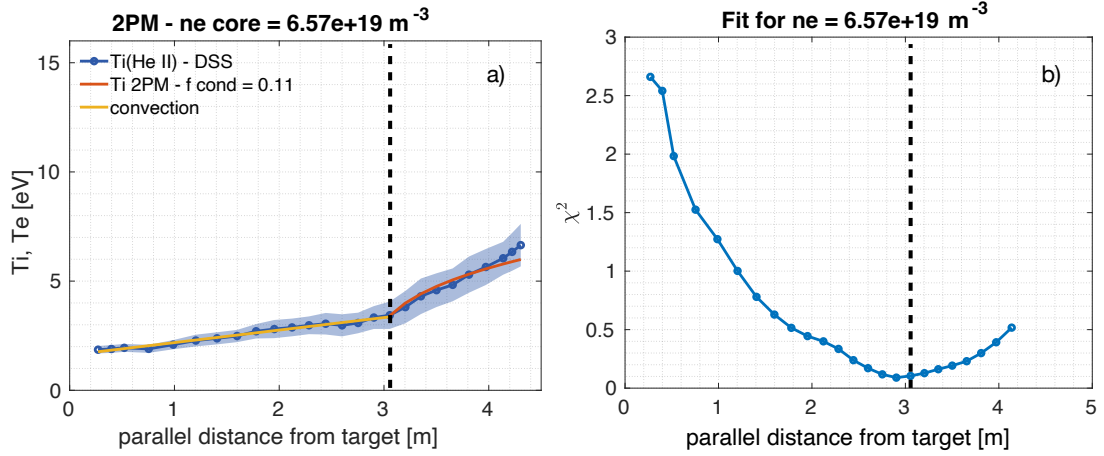 2PM - ne core = 6.57e+19 m⁻³
15
10
5
0
Ti, Te [eV]
Ti(He II) - DSS
Ti 2PM - f cond = 0.11
convection
a)
0 1 2 3 4
parallel distance from target [m]
Fit for ne = 6.57e+19 m⁻³
3
2.5
2
1.5
1
0.5
0
χ²
b)
0 1 2 3 4 5
parallel distance from target [m]